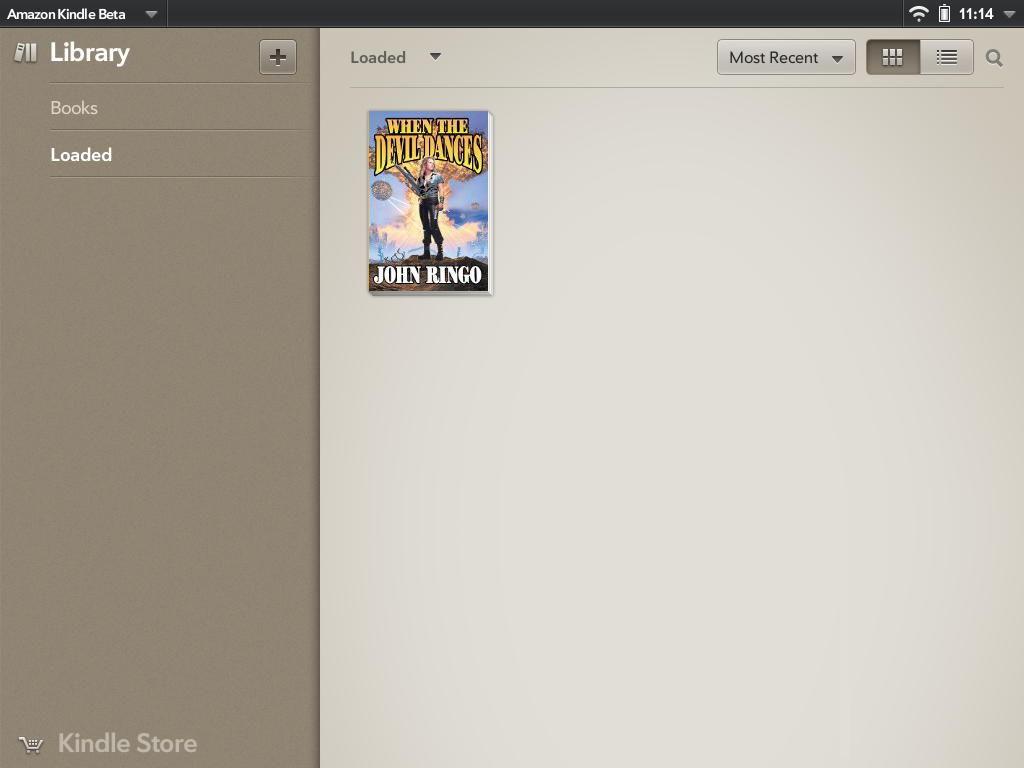 Amazon Kindle Beta
11:14
Library
Books
Loaded
Kindle Store
Loaded
Most Recent
WHEN THE
DEVIL DANCES
JOHN RINGO